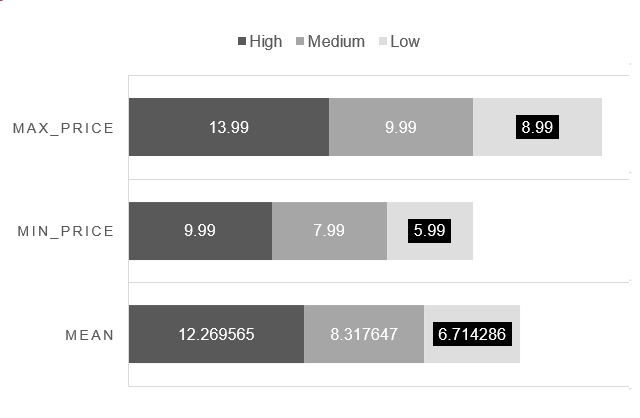 High Medium Low
MAX_PRICE 13.99 9.99 8.99
MIN_PRICE 9.99 7.99 5.99
MEAN 12.269565 8.317647 6.714286